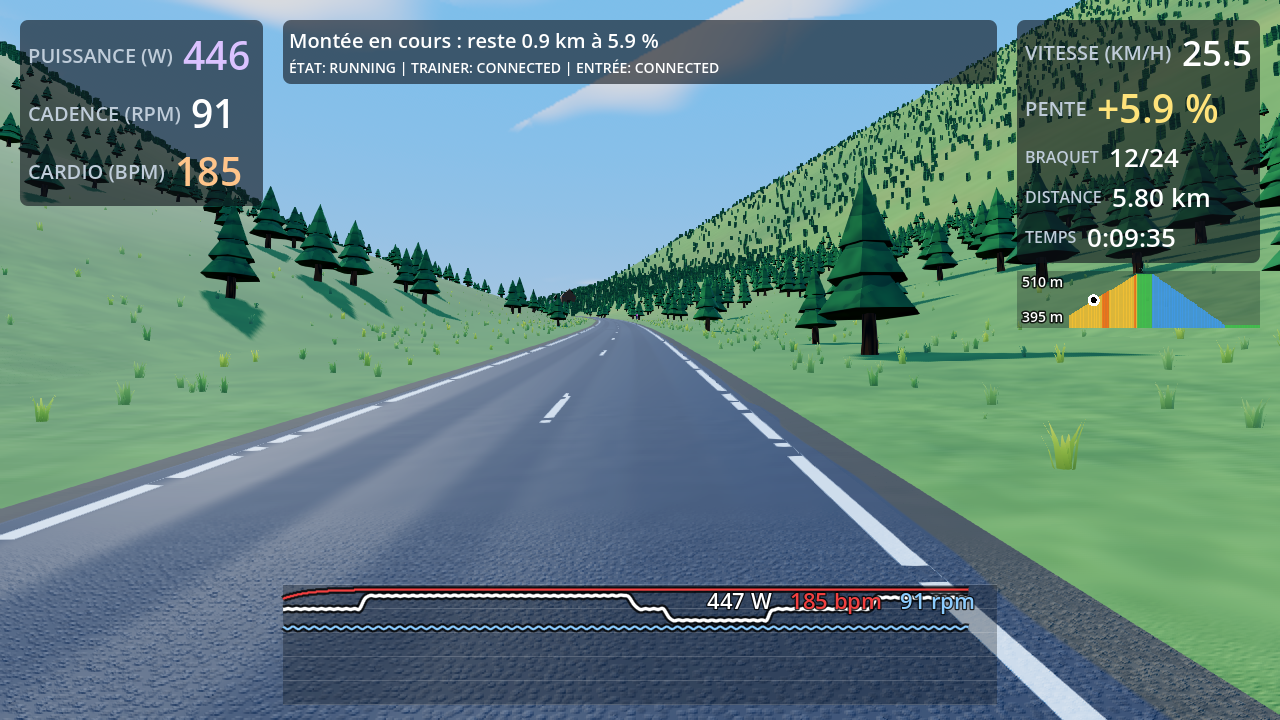 PUISSANCE (W) 446
CADENCE (RPM) 91
CARDIO (BPM) 185
Montée en cours : reste 0.9 km à 5.9 %
ÉTAT: RUNNING | TRAINER: CONNECTED | ENTRÉE: CONNECTED
VITESSE (KM/H) 25.5
PENTE +5.9 %
BRAQUET 12/24
DISTANCE 5.80 km
TEMPS 0:09:35
510 m
395 m
447 W 185 bpm 91 rpm